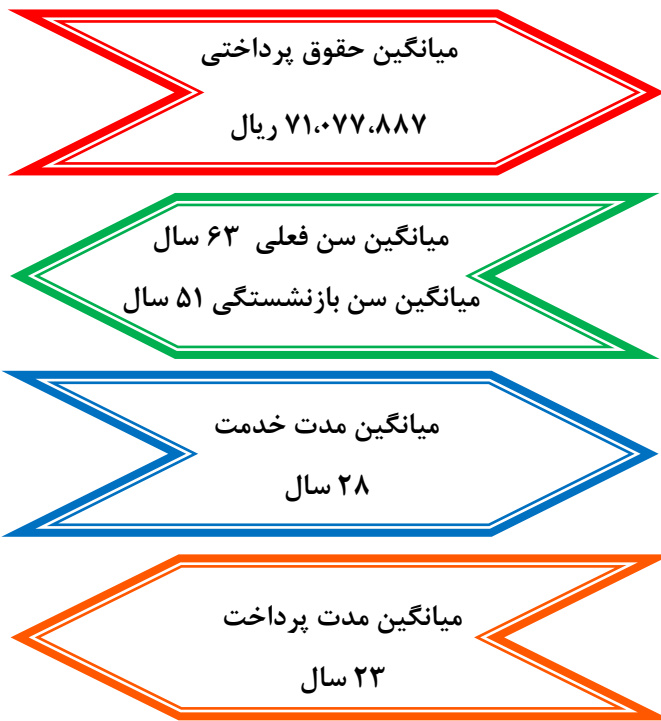 میانگین حقوق پرداختی
۷۱،۰۷۷،۸۸۷ ریال
میانگین سن فعلی ۶۳ سال
میانگین سن بازنشستگی ۵۱ سال
میانگین مدت خدمت
۲۸ سال
میانگین مدت پرداخت
۲۳ سال